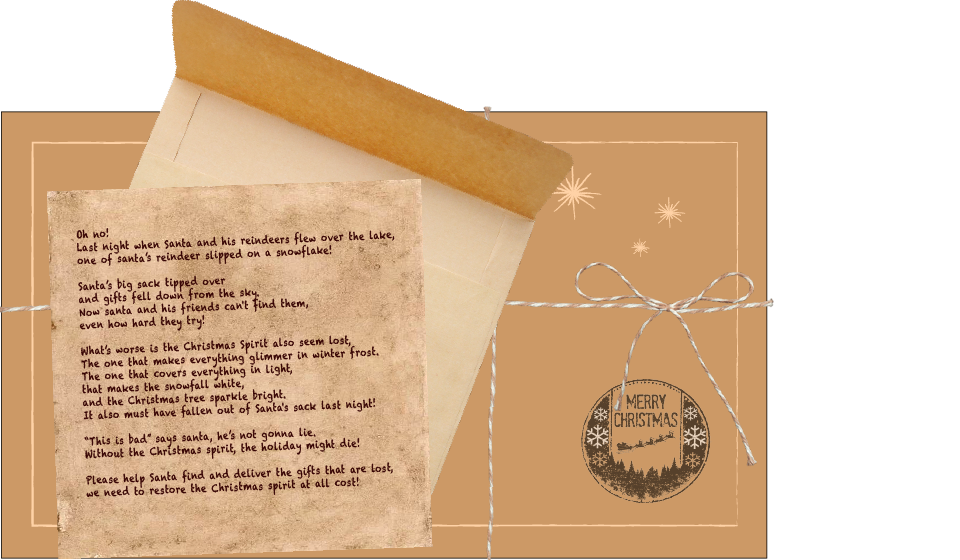 Oh no!
Last night when Santa and his reindeers flew over the lake,
one of santa's reindeer slipped on a snowflake!
Santa's big sack tipped over
and gifts fell down from the sky.
Now santa and his friends can't find them,
even how hard they try!
What's worse is the Christmas Spirit also seem lost,
The one that makes everything glimmer in winter frost.
The one that covers everything in light,
that makes the snowfall white,
and the Christmas tree sparkle bright.
It also must have fallen out of Santa's sack last night!
"This is bad" says santa, he's not gonna lie.
Without the Christmas spirit, the holiday might die!
Please help Santa find and deliver the gifts that are lost,
we need to restore the Christmas spirit at all cost!
MERRY
CHRISTMAS